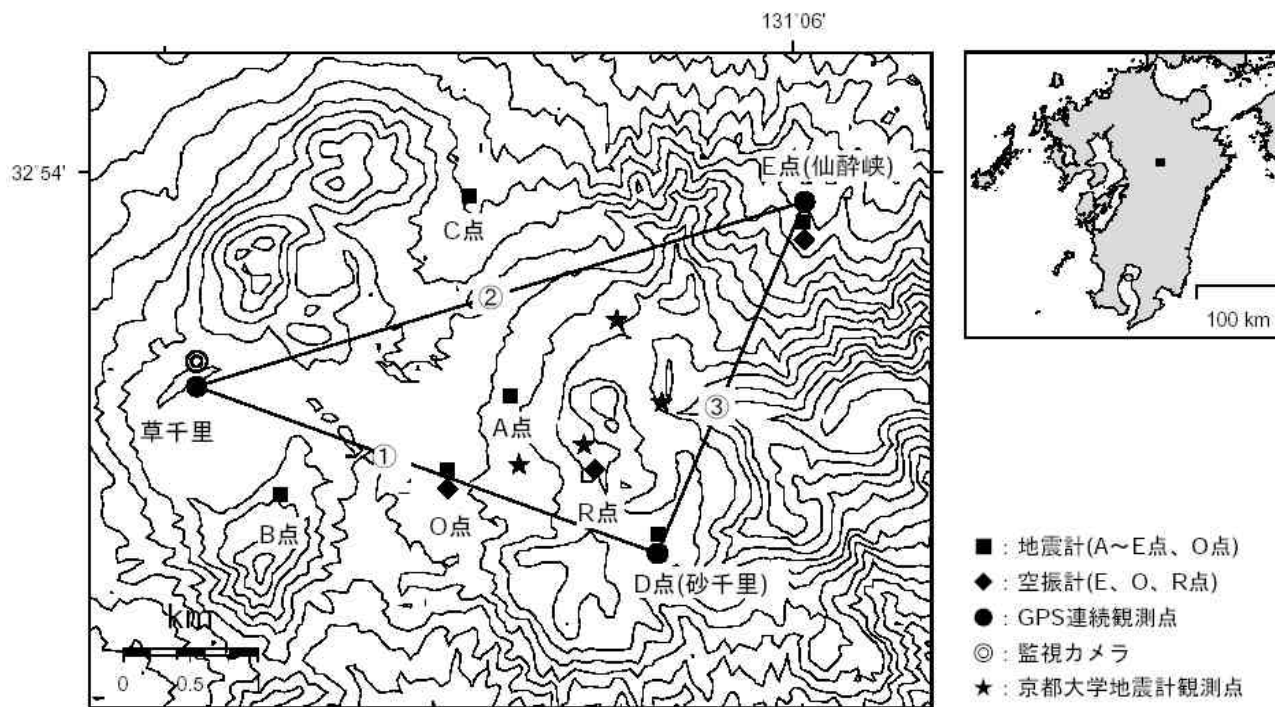 131°06'
32°54'
E点(仙酔峡)
C点
②
草千里
A点
③
①
R点
B点
O点
D点(砂千里)
km
0 0.5
100 km
■ : 地震計(A～E点、O点)
◆ : 空振計(E、O、R点)
● : GPS連続観測点
◎ : 監視カメラ
★ : 京都大学地震計観測点